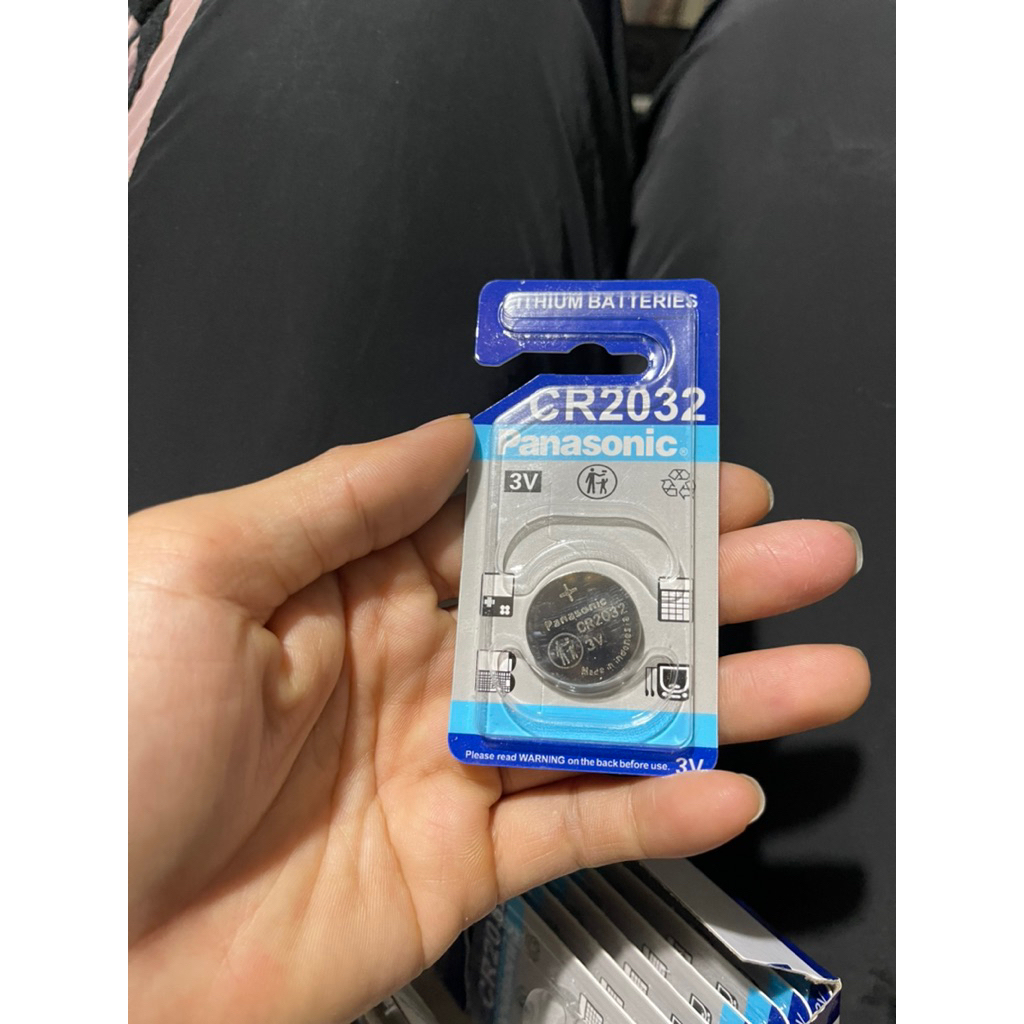 LITHIUM BATTERIES
CR2032
Panasonic®
3V
+
Panasonic
CR2032
3V
Made in Indonesia
Please read WARNING on the back before use.
3V